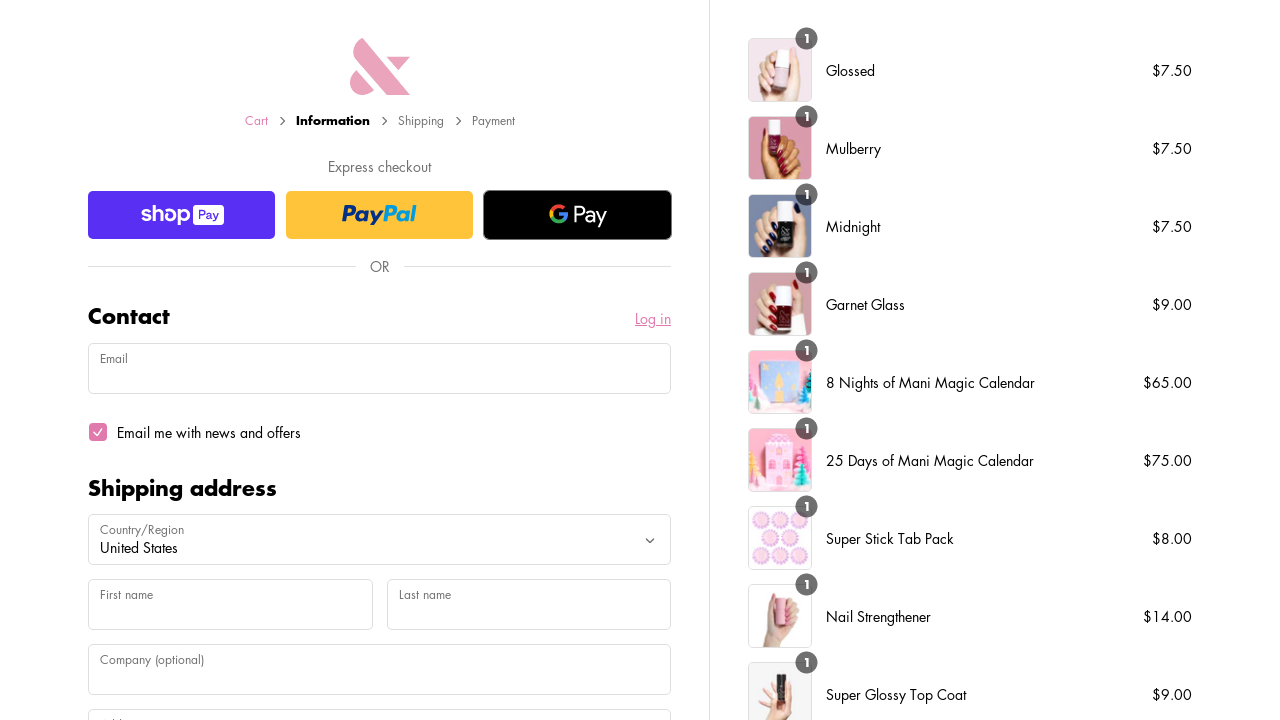 Cart > Information > Shipping > Payment
Express checkout
shop Pay
PayPal
G Pay
OR
Contact
Log in
Email
Email me with news and offers
Shipping address
Country/Region
United States
First name
Last name
Company (optional)
1
Glossed
$7.50
1
Mulberry
$7.50
1
Midnight
$7.50
1
Garnet Glass
$9.00
1
8 Nights of Mani Magic Calendar
$65.00
1
25 Days of Mani Magic Calendar
$75.00
1
Super Stick Tab Pack
$8.00
1
Nail Strengthener
$14.00
1
Super Glossy Top Coat
$9.00